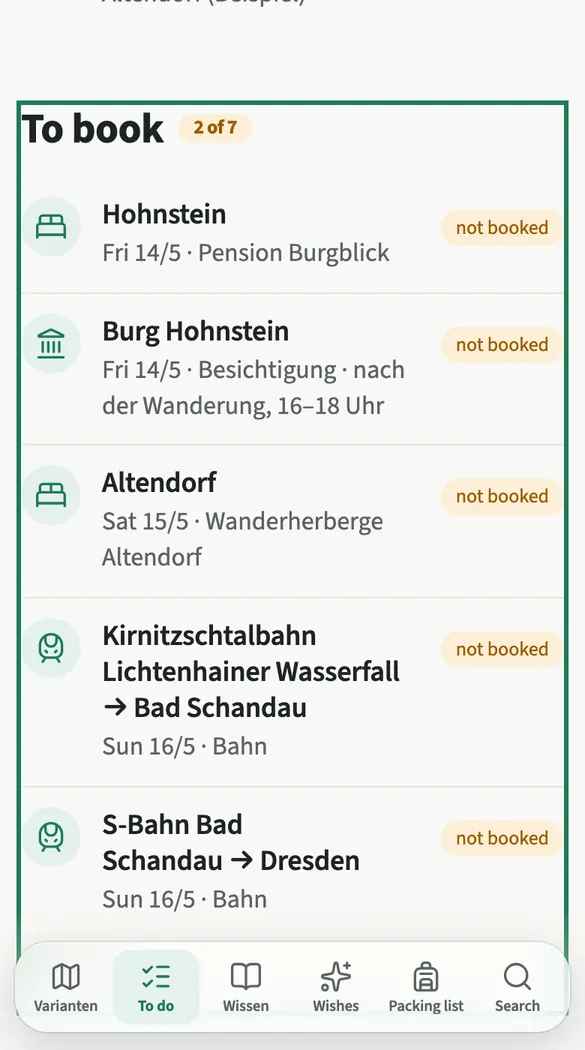 Altendorf (Beispiel)
To book
2 of 7
Hohnstein
Fri 14/5 · Pension Burgblick
not booked
Burg Hohnstein
Fri 14/5 · Besichtigung · nach
der Wanderung, 16–18 Uhr
not booked
Altendorf
Sat 15/5 · Wanderherberge
Altendorf
not booked
Kirnitzschtalbahn
Lichtenhainer Wasserfall
→ Bad Schandau
Sun 16/5 · Bahn
not booked
S-Bahn Bad
Schandau → Dresden
Sun 16/5 · Bahn
not booked
Varianten
To do
Wissen
Wishes
Packing list
Search